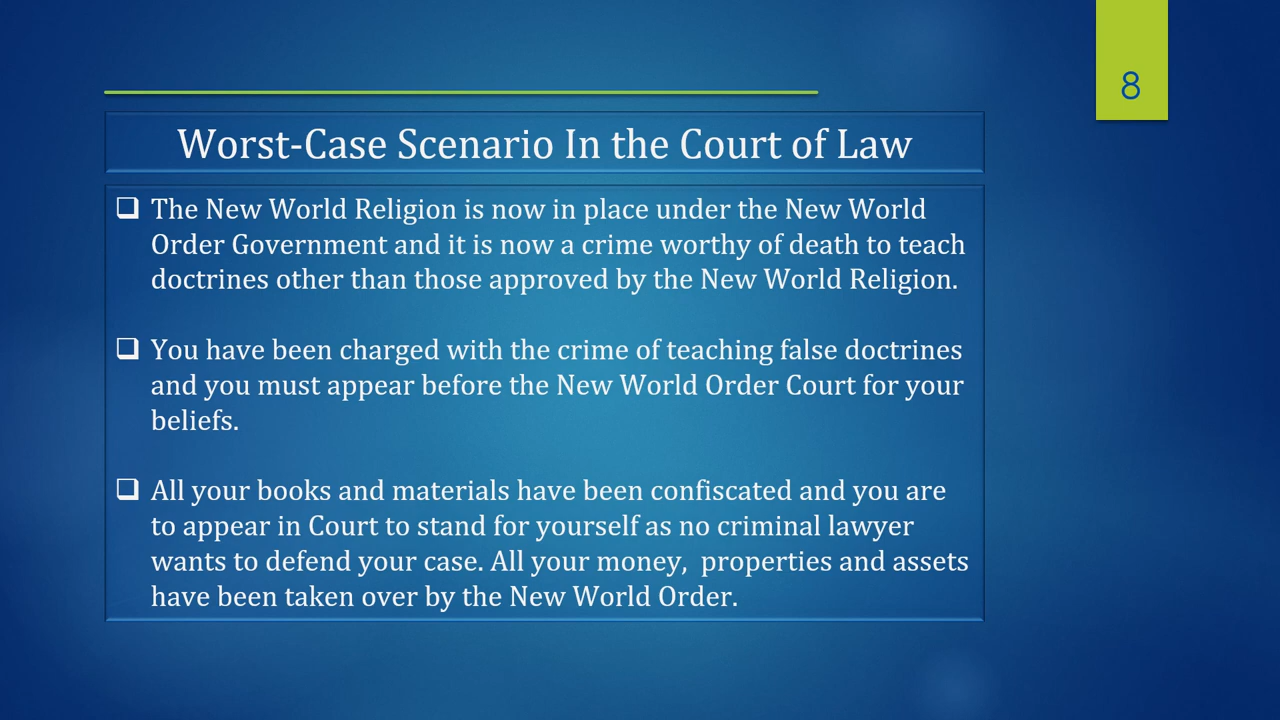 8
Worst-Case Scenario In the Court of Law
The New World Religion is now in place under the New World
Order Government and it is now a crime worthy of death to teach
doctrines other than those approved by the New World Religion.
You have been charged with the crime of teaching false doctrines
and you must appear before the New World Order Court for your
beliefs.
All your books and materials have been confiscated and you are
to appear in Court to stand for yourself as no criminal lawyer
wants to defend your case. All your money,  properties and assets
have been taken over by the New World Order.